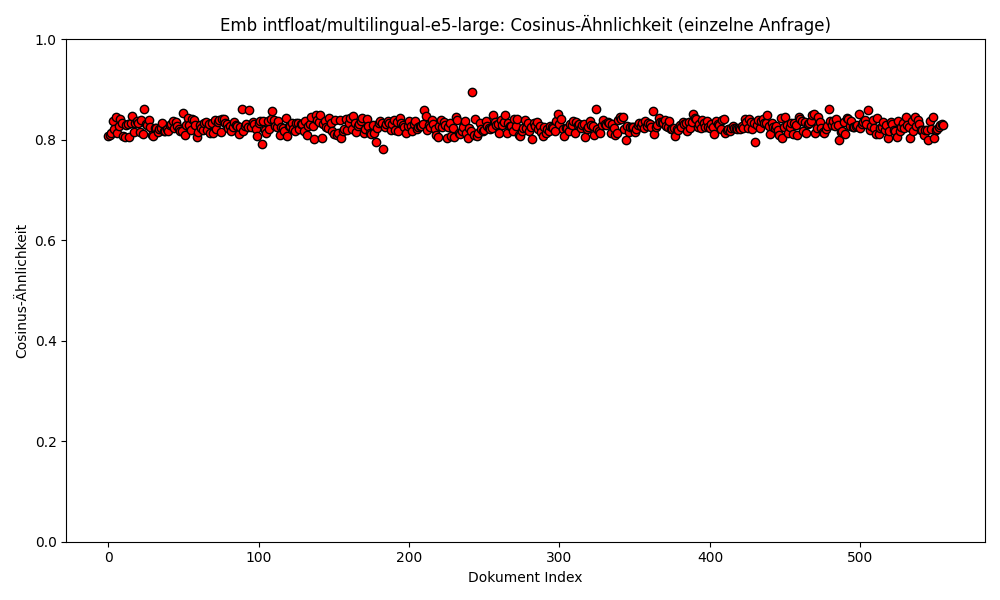 Emb intfloat/multilingual-e5-large: Cosinus-Ähnlichkeit (einzelne Anfrage)
1.0
0.8
0.6
0.4
0.2
0.0
Cosinus-Ähnlichkeit
0 100 200 300 400 500
Dokument Index